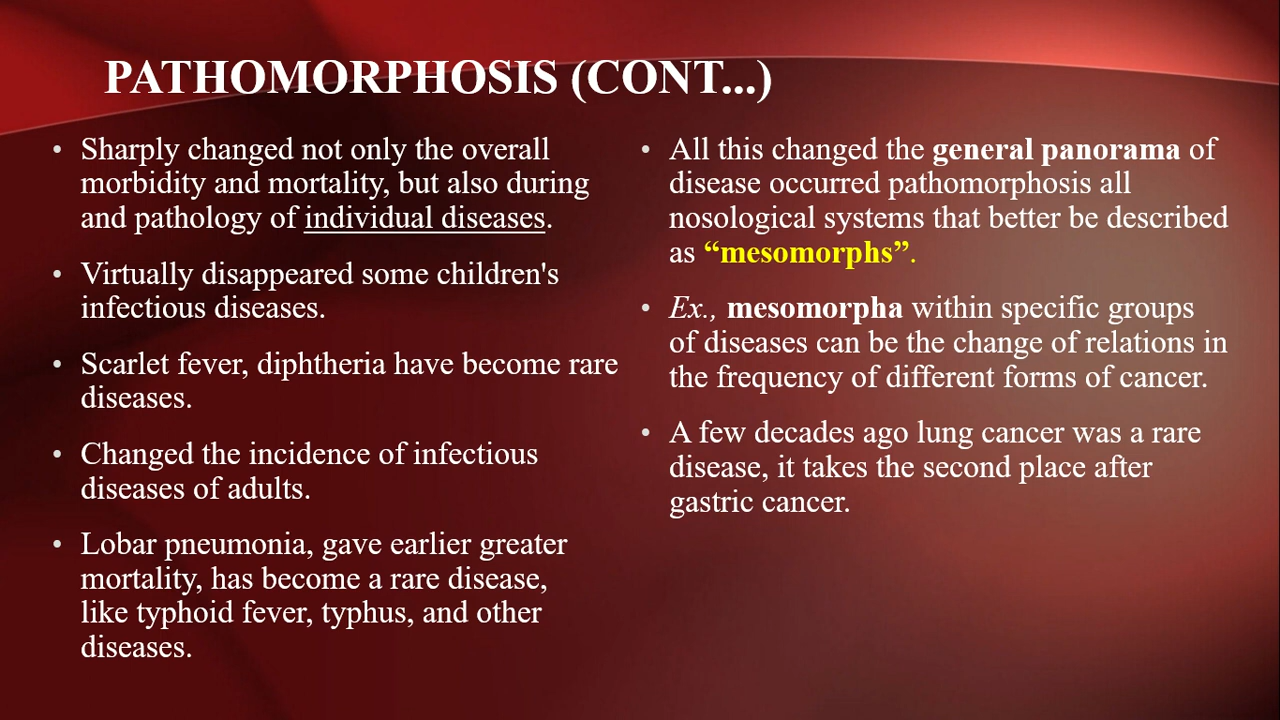 PATHOMORPHOSIS (CONT...)
• Sharply changed not only the overall
morbidity and mortality, but also during
and pathology of individual diseases.
• Virtually disappeared some children's
infectious diseases.
• Scarlet fever, diphtheria have become rare
diseases.
• Changed the incidence of infectious
diseases of adults.
• Lobar pneumonia, gave earlier greater
mortality, has become a rare disease,
like typhoid fever, typhus, and other
diseases.
• All this changed the general panorama of
disease occurred pathomorphosis all
nosological systems that better be described
as “mesomorphs”.
• Ex., mesomorpha within specific groups
of diseases can be the change of relations in
the frequency of different forms of cancer.
• A few decades ago lung cancer was a rare
disease, it takes the second place after
gastric cancer.